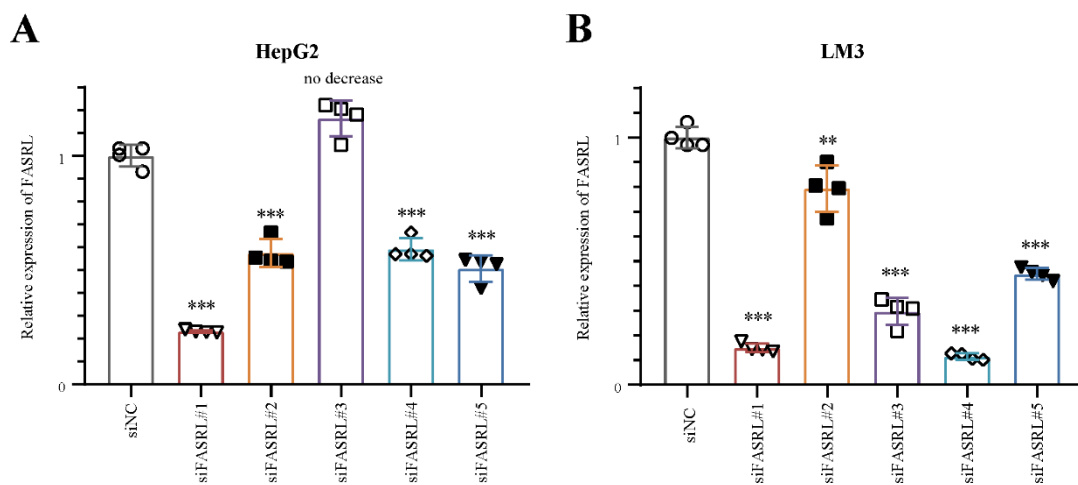 A
HepG2
Relative expression of FASRL
1
0
***
***
no decrease
***
***
siNC
siFASRL#1
siFASRL#2
siFASRL#3
siFASRL#4
siFASRL#5
B
LM3
Relative expression of FASRL
1
0
***
**
***
***
***
siNC
siFASRL#1
siFASRL#2
siFASRL#3
siFASRL#4
siFASRL#5